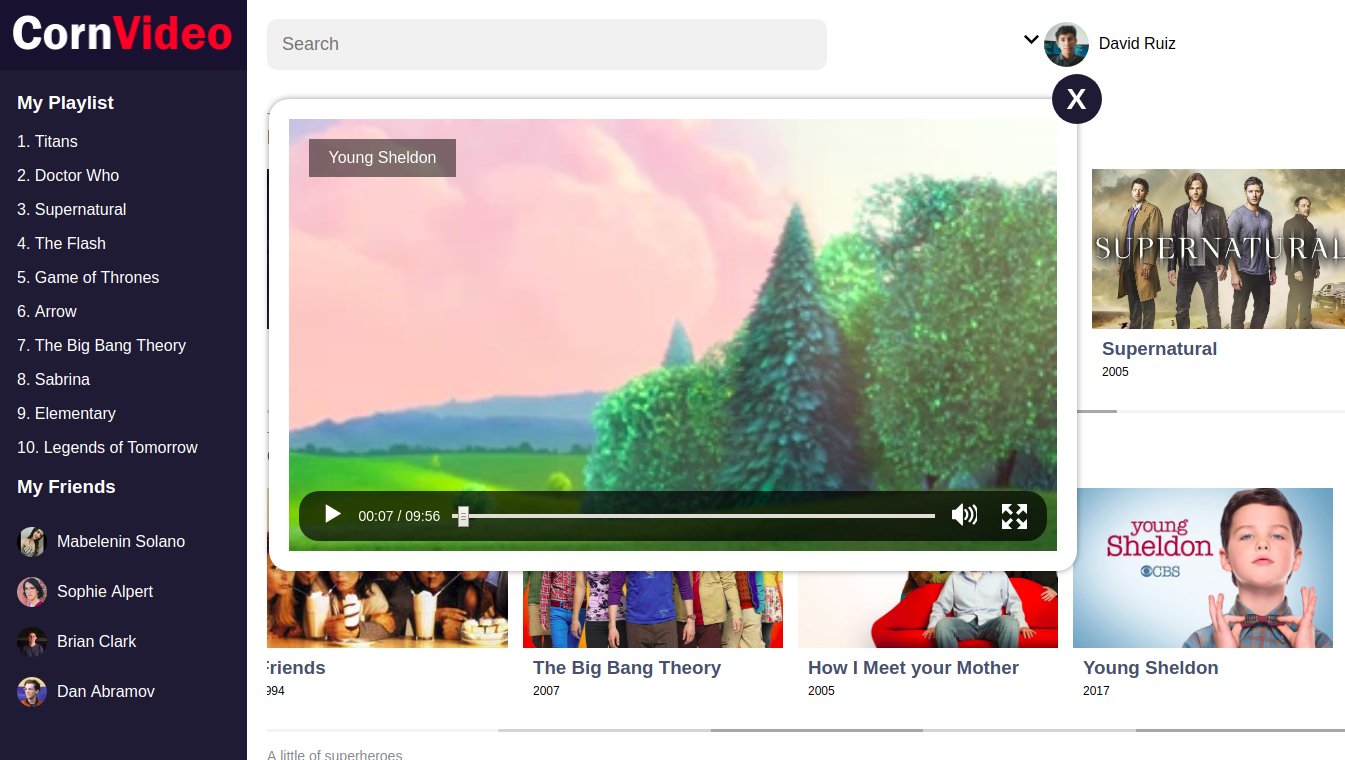 CornVideo
Search
David Ruiz
X
My Playlist
1. Titans
2. Doctor Who
3. Supernatural
4. The Flash
5. Game of Thrones
6. Arrow
7. The Big Bang Theory
8. Sabrina
9. Elementary
10. Legends of Tomorrow
My Friends
Mabelenin Solano
Sophie Alpert
Brian Clark
Dan Abramov
Young Sheldon
00:07 / 09:56
SUPERNATURAL
Supernatural
2005
young
Sheldon
CBS
Friends
994
The Big Bang Theory
2007
How I Meet your Mother
2005
Young Sheldon
2017
A little of superheroes